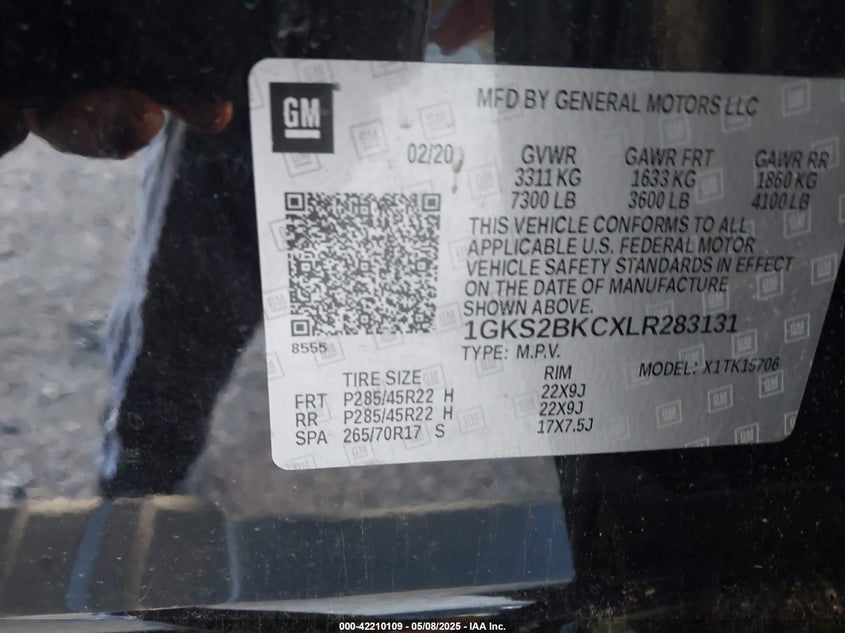 GM
MFD BY GENERAL MOTORS LLC
02/20 GVWR GAWR FRT GAWR RR
3311 KG 1633 KG 1860 KG
7300 LB 3600 LB 4100 LB
THIS VEHICLE CONFORMS TO ALL
APPLICABLE U.S. FEDERAL MOTOR
VEHICLE SAFETY STANDARDS IN EFFECT
ON THE DATE OF MANUFACTURE
SHOWN ABOVE.
1GKS2BKCXLR283131
8555
TYPE: M.P.V. MODEL: X1TK15706
TIRE SIZE RIM
FRT P285/45R22 H 22X9J
RR P285/45R22 H 22X9J
SPA 265/70R17 S 17X7.5J
000-42210109 - 05/08/2025 - IAA Inc.